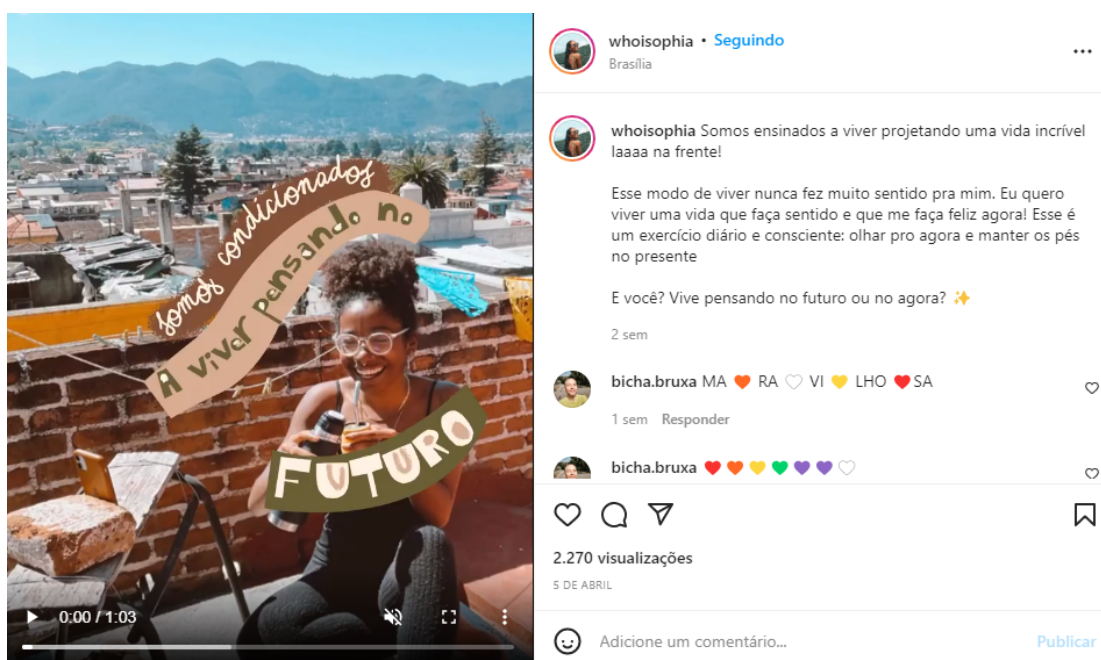 somos condicionados
A viver pensando no
FUTURO
0:00 / 1:03
whoisophia • Seguindo
Brasília
whoisophia Somos ensinados a viver projetando uma vida incrível
laaaa na frente!
Esse modo de viver nunca fez muito sentido pra mim. Eu quero
viver uma vida que faça sentido e que me faça feliz agora! Esse é
um exercício diário e consciente: olhar pro agora e manter os pés
no presente
E você? Vive pensando no futuro ou no agora? ✨
2 sem
bicha.bruxa MA 🧡 RA 🤍 VI 💛 LHO ❤️SA
1 sem Responder
bicha.bruxa ❤️🧡💛💚💜💜🤍
2.270 visualizações
5 DE ABRIL
Adicione um comentário...
Publicar